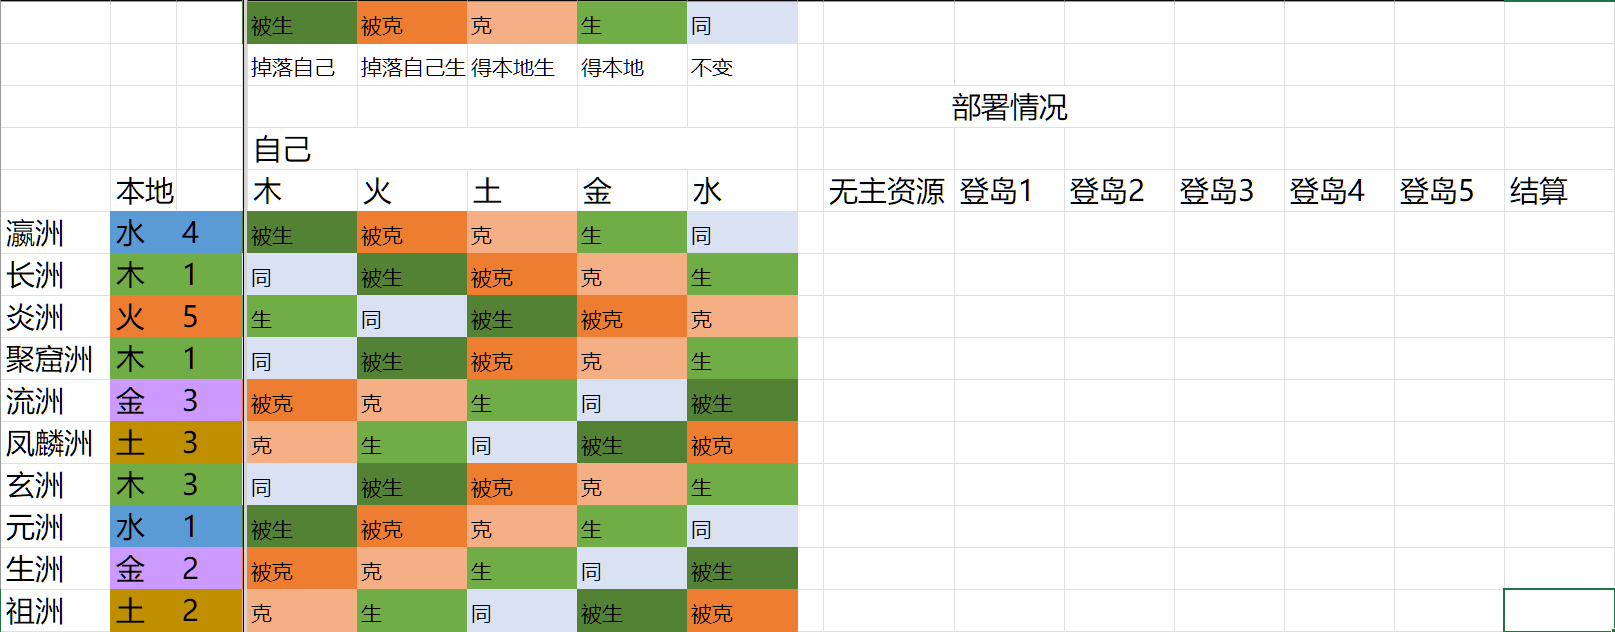 被生 被克 克 生 同
掉落自己 掉落自己生 得本地生 得本地 不变
部署情况
自己
本地 木 火 土 金 水 无主资源 登岛1 登岛2 登岛3 登岛4 登岛5 结算
瀛洲 水 4 被生 被克 克 生 同
长洲 木 1 同 被生 被克 克 生
炎洲 火 5 生 同 被生 被克 克
聚窟洲 木 1 同 被生 被克 克 生
流洲 金 3 被克 克 生 同 被生
凤麟洲 土 3 克 生 同 被生 被克
玄洲 木 3 同 被生 被克 克 生
元洲 水 1 被生 被克 克 生 同
生洲 金 2 被克 克 生 同 被生
祖洲 土 2 克 生 同 被生 被克